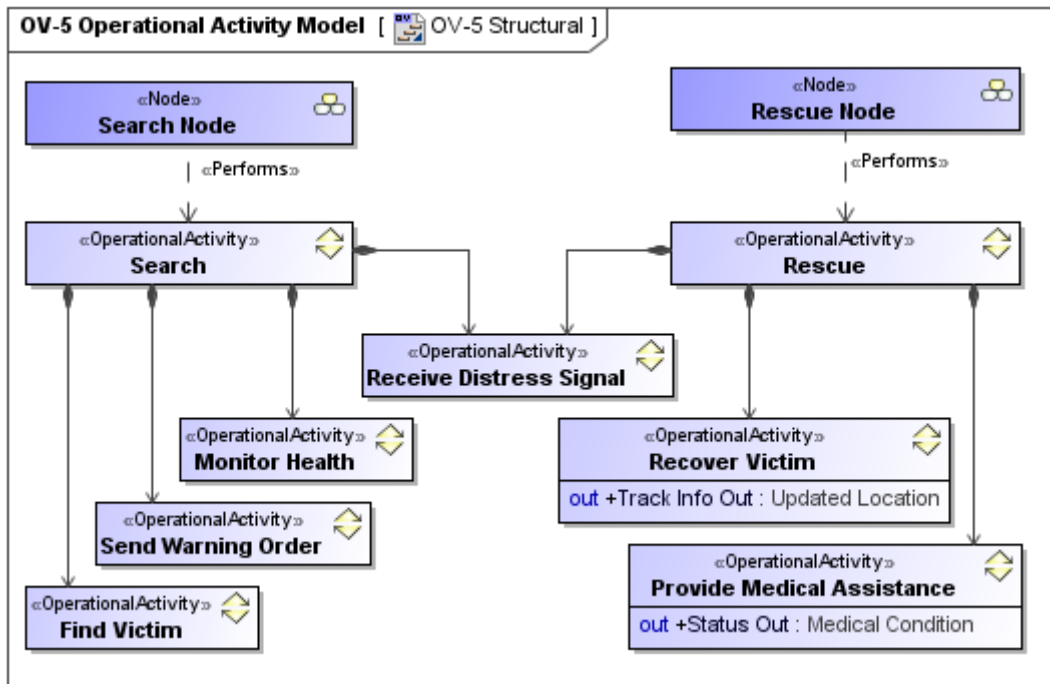 OV-5 Operational Activity Model [ OV-5 Structural ]
«Node»
Search Node
«Node»
Rescue Node
«Performs»
«Performs»
«OperationalActivity»
Search
«OperationalActivity»
Rescue
«OperationalActivity»
Receive Distress Signal
«OperationalActivity»
Monitor Health
«OperationalActivity»
Recover Victim
out +Track Info Out : Updated Location
«OperationalActivity»
Send Warning Order
«OperationalActivity»
Provide Medical Assistance
out +Status Out : Medical Condition
«OperationalActivity»
Find Victim